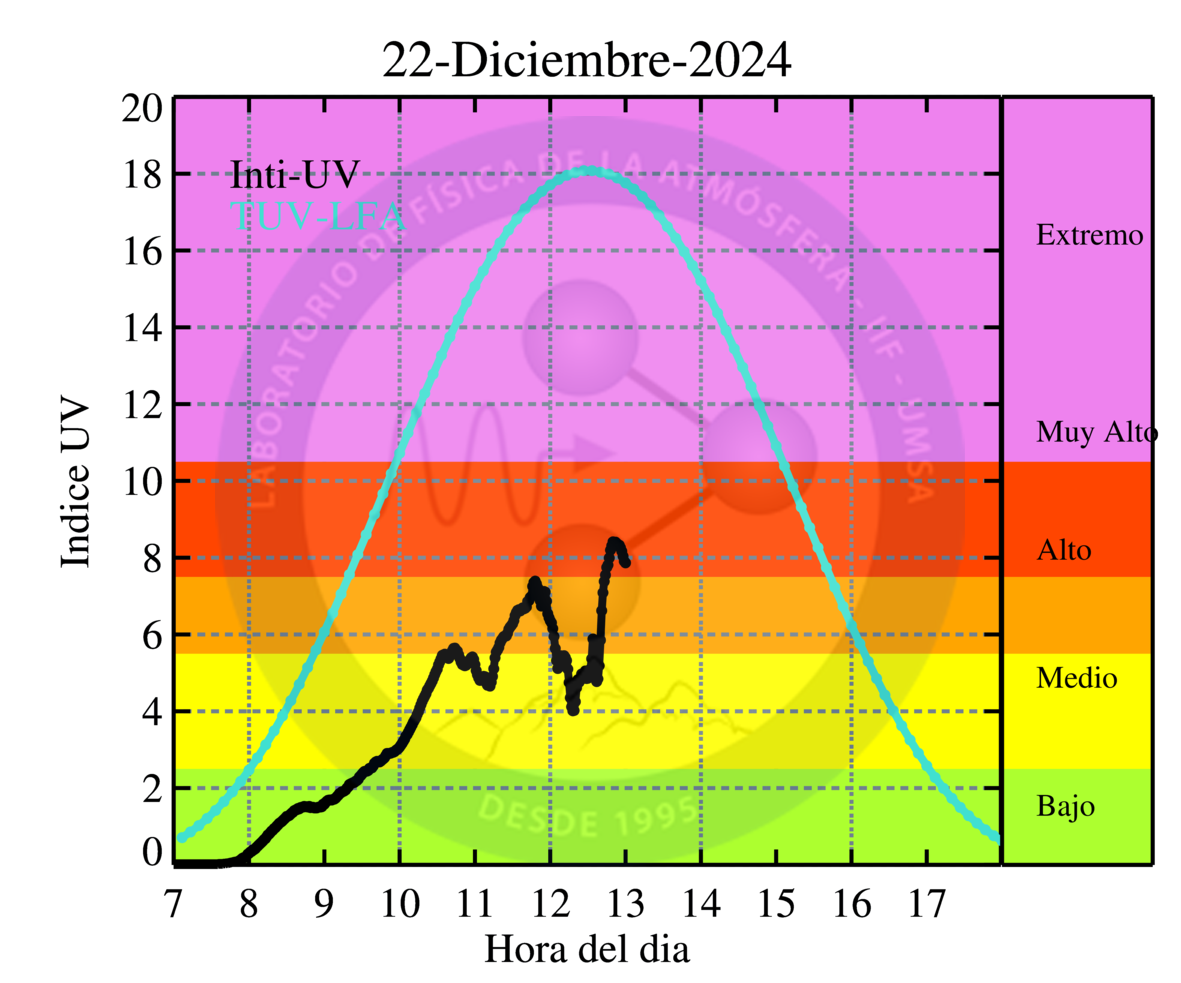 22-Diciembre-2024
20
18
16
14
12
10
8
6
4
2
0
Indice UV
Inti-UV
TUV-LFA
LABORATORIO DE FÍSICA DE LA ATMÓSFERA - IIF - UMSA
DESDE 1995
Extremo
Muy Alto
Alto
Medio
Bajo
7 8 9 10 11 12 13 14 15 16 17
Hora del dia